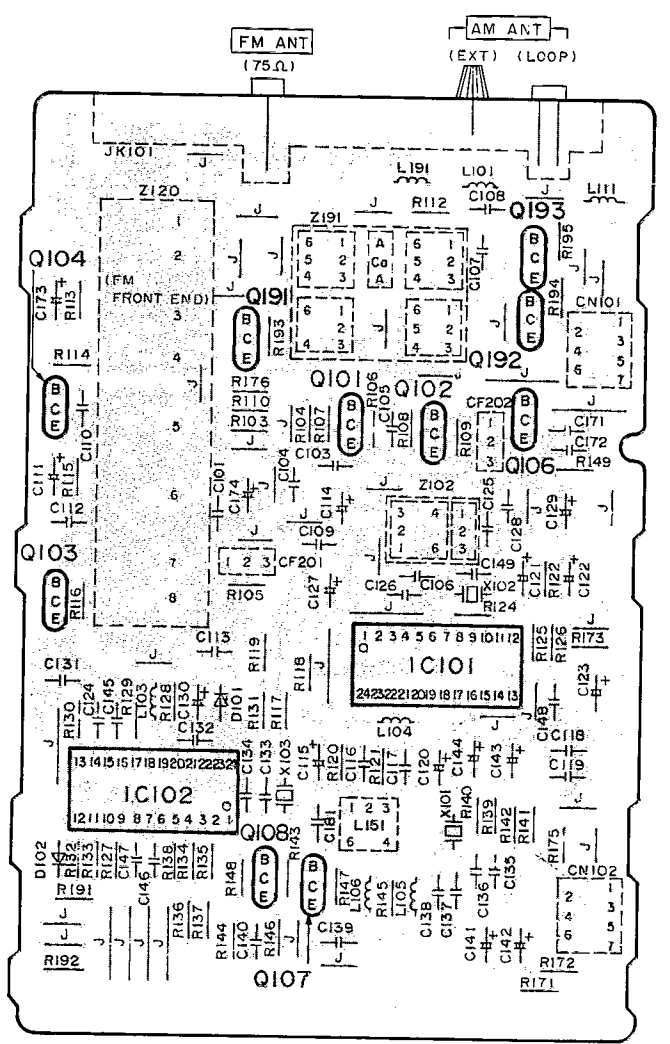 FM ANT
(75Ω)
AM ANT
(EXT) (LOOP)
JK101
J
L191
L101
C108
J
L111
Z120
J
Z191
J
R112
Q193
R195
Q104
C173
R113
(FM
FRONT END)
1
2
3
4
5
6
7
8
J
J
J
6 1
5 2
4 3
A
Ca
A
6 1
5 2
4 3
C107
B
C
E
J
J
R194
CN101
1
2
3
4
5
6
7
Q191
B
C
E
R193
6 1
2
4 3
J
6 1
5 2
4 3
J
B
C
E
Q192
R114
J
R176
R110
R103
J
Q101
R106
C105
Q102
J
J
CF202
1
2
3
B
C
E
C110
R104
R107
B
C
E
R108
B
C
E
R109
B
C
E
Q106
J
C171
C172
R149
C111
R115
C112
C101
C174
C104
C103
C114
Z102
3 4
2
1 6
1
2
3
C125
J
C128
C129
J
Q103
B
C
E
R116
J
C109
1 2 3
CF201
R105
J
C127
C126
C106
C149
X102
R124
C121
R122
C122
J
J
C113
R119
R118
J
1 2 3 4 5 6 7 8 9 10 11 12
IC101
24 23 22 21 20 19 18 17 16 15 14 13
R125
R126
R173
C131
J
C124
C145
R129
L103
R128
C130
D101
R131
R117
L104
J
C148
C123
J
R130
C132
C134
C133
X103
C115
R120
C116
R121
C117
C120
C144
C143
C118
C119
13 14 15 16 17 18 19 20 21 22 23 24
IC102
12 11 10 9 8 7 6 5 4 3 2 1
C181
1 2 3
L151
6 4
X101
R140
R139
R142
R141
J
Q108
R143
D102
R132
R133
R127
C147
C146
R138
R134
R135
R148
B
C
E
B
C
E
R147
L106
R145
L105
C138
C137
C136
C135
R175
J
CN102
1
2
3
4
5
6
7
R191
J
J
R192
J
J
J
J
R136
R137
R144
C140
R146
J
C139
J
C141
C142
R172
R171
Q107